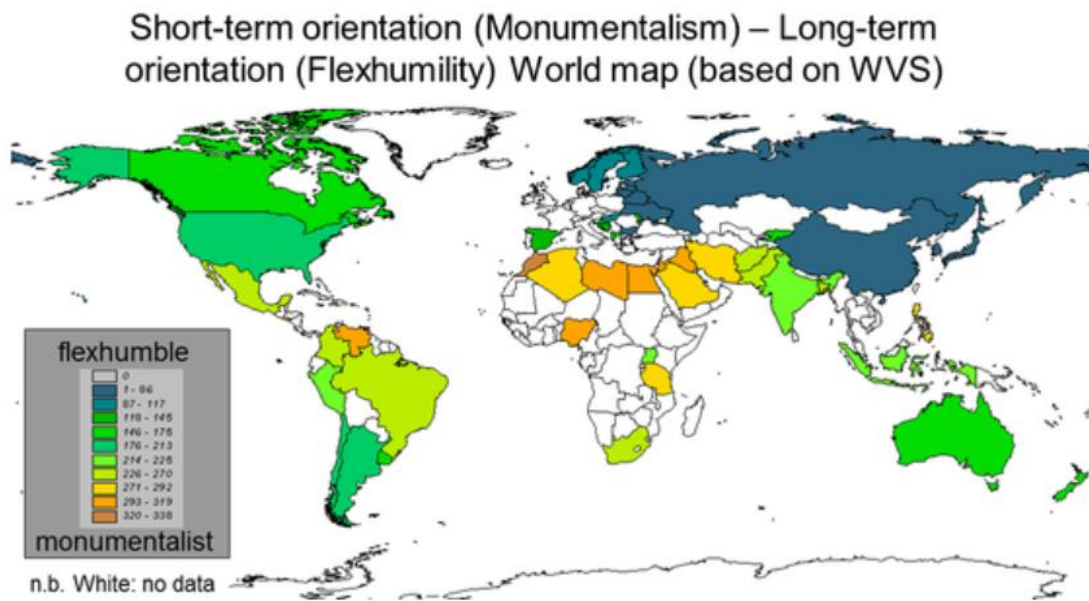 Short-term orientation (Monumentalism) – Long-term
orientation (Flexhumility) World map (based on WVS)
flexhumble
0
1 - 86
87 - 117
118 - 145
146 - 175
176 - 213
214 - 225
226 - 270
271 - 292
293 - 319
320 - 338
monumentalist
n.b. White: no data